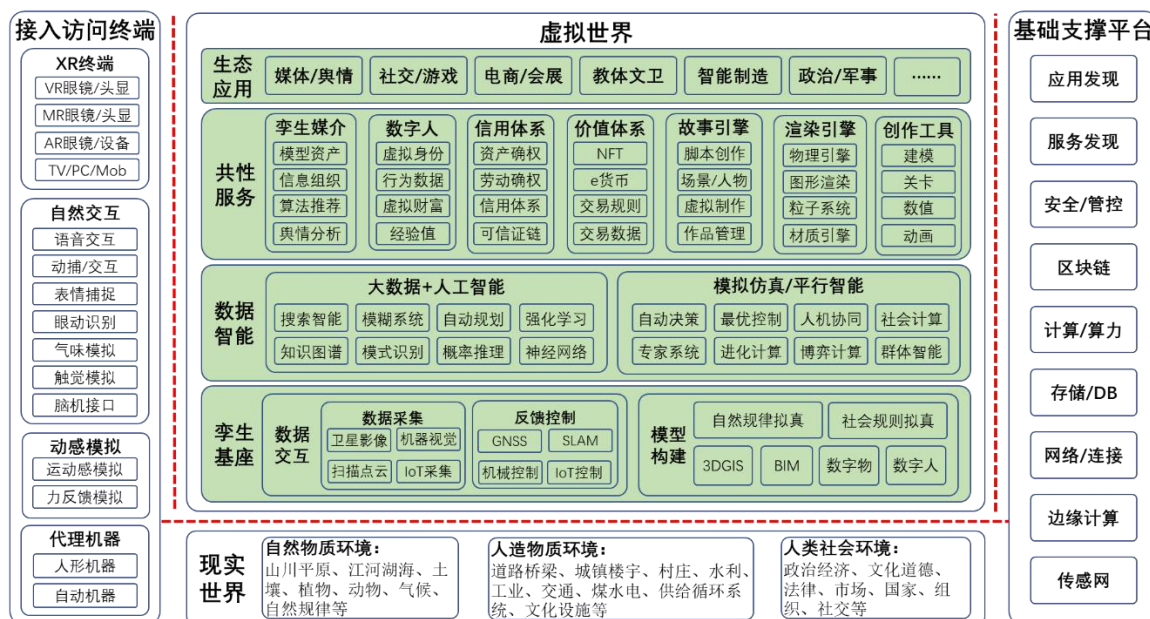 接入访问终端
XR终端
VR眼镜/头显
MR眼镜/头显
AR眼镜/设备
TV/PC/Mob
自然交互
语音交互
动捕/交互
表情捕捉
眼动识别
气味模拟
触觉模拟
脑机接口
动感模拟
运动感模拟
力反馈模拟
代理机器
人形机器
自动机器
虚拟世界
生态
应用
媒体/舆情
社交/游戏
电商/会展
教体文卫
智能制造
政治/军事
……
共性
服务
孪生媒介
模型资产
信息组织
算法推荐
舆情分析
数字人
虚拟身份
行为数据
虚拟财富
经验值
信用体系
资产确权
劳动确权
信用体系
可信证链
价值体系
NFT
e货币
交易规则
交易数据
故事引擎
脚本创作
场景/人物
虚拟制作
作品管理
渲染引擎
物理引擎
图形渲染
粒子系统
材质引擎
创作工具
建模
关卡
数值
动画
数据
智能
大数据+人工智能
搜索智能
模糊系统
自动规划
强化学习
知识图谱
模式识别
概率推理
神经网络
模拟仿真/平行智能
自动决策
最优控制
人机协同
社会计算
专家系统
进化计算
博弈计算
群体智能
孪生
基座
数据
交互
数据采集
卫星影像
机器视觉
扫描点云
IoT采集
反馈控制
GNSS
SLAM
机械控制
IoT控制
模型
构建
自然规律拟真
社会规则拟真
3DGIS
BIM
数字物
数字人
现实
世界
自然物质环境：
山川平原、江河湖海、土
壤、植物、动物、气候、
自然规律等
人造物质环境：
道路桥梁、城镇楼宇、村庄、水利、
工业、交通、煤水电、供给循环系
统、文化设施等
人类社会环境：
政治经济、文化道德、
法律、市场、国家、组
织、社交等
基础支撑平台
应用发现
服务发现
安全/管控
区块链
计算/算力
存储/DB
网络/连接
边缘计算
传感网